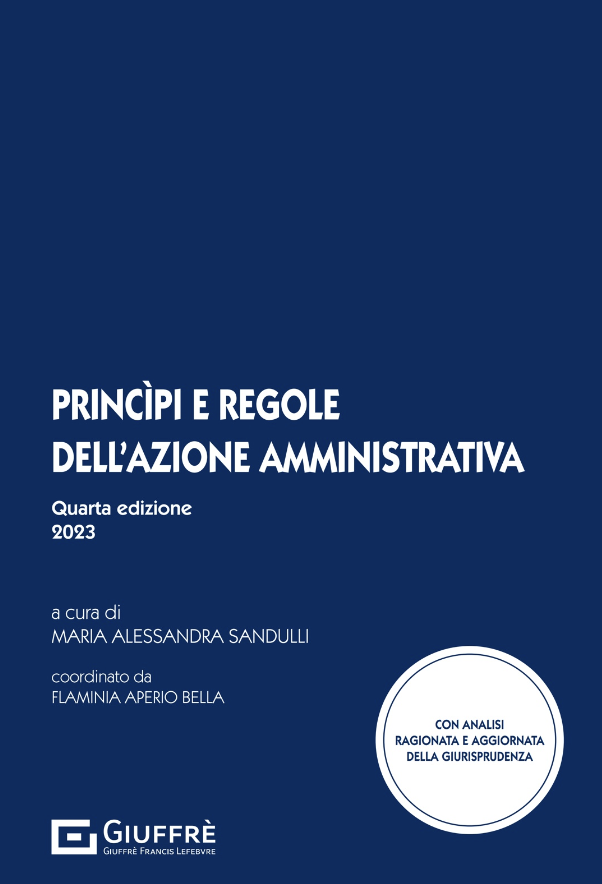 PRINCÌPI E REGOLE
DELL'AZIONE AMMINISTRATIVA
Quarta edizione
2023
a cura di
MARIA ALESSANDRA SANDULLI
coordinato da
FLAMINIA APERIO BELLA
CON ANALISI
RAGIONATA E AGGIORNATA
DELLA GIURISPRUDENZA
GIUFFRÈ
GIUFFRÈ FRANCIS LEFEBVRE